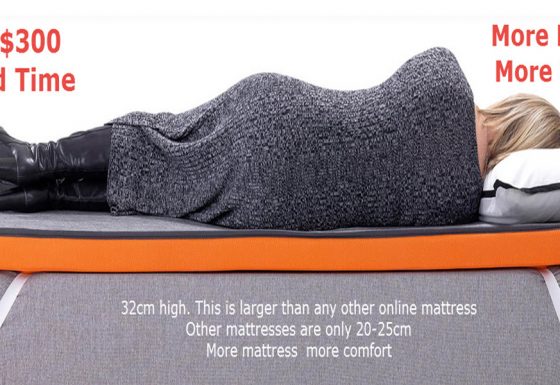 $300
Time
More
More
32cm high. This is larger than any other online mattress
Other mattresses are only 20-25cm
More mattress more comfort